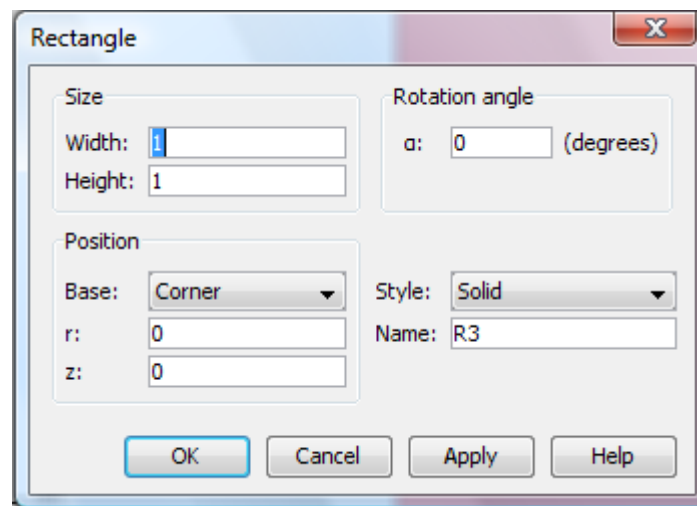 Rectangle
Size
Width: 1
Height: 1
Rotation angle
α: 0 (degrees)
Position
Base: Corner
r: 0
z: 0
Style: Solid
Name: R3
OK Cancel Apply Help